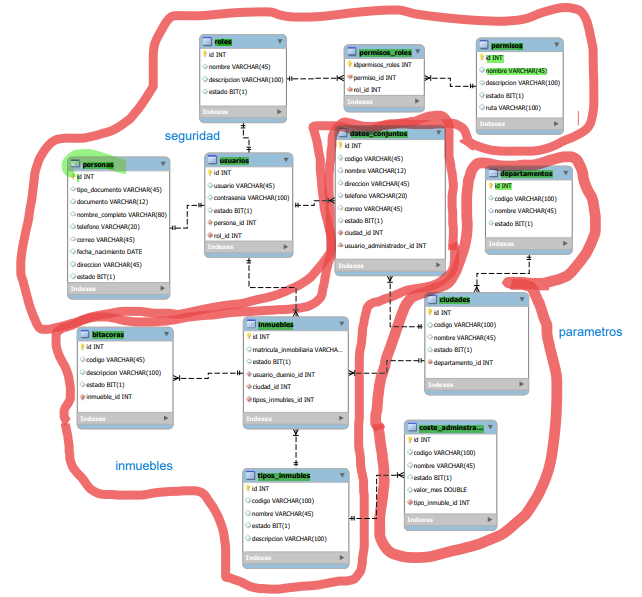 roles
id INT
nombre VARCHAR(45)
descripcion VARCHAR(100)
estado BIT(1)
Indexes
permisos_roles
idpermisos_roles INT
permiso_id INT
rol_id INT
Indexes
permisos
id INT
nombre VARCHAR(45)
descripcion VARCHAR(100)
estado BIT(1)
ruta VARCHAR(100)
Indexes
seguridad
personas
id INT
tipo_documento VARCHAR(45)
documento VARCHAR(12)
nombre_completo VARCHAR(80)
telefono VARCHAR(20)
correo VARCHAR(45)
fecha_nacimiento DATE
direccion VARCHAR(45)
estado BIT(1)
Indexes
usuarios
id INT
usuario VARCHAR(45)
contrasenia VARCHAR(100)
estado BIT(1)
persona_id INT
rol_id INT
Indexes
datos_conjuntos
id INT
codigo VARCHAR(45)
nombre VARCHAR(12)
direccion VARCHAR(45)
telefono VARCHAR(20)
correo VARCHAR(45)
estado BIT(1)
ciudad_id INT
usuario_administrador_id INT
Indexes
departamentos
id INT
codigo VARCHAR(100)
nombre VARCHAR(45)
estado BIT(1)
Indexes
ciudades
id INT
codigo VARCHAR(100)
nombre VARCHAR(45)
estado BIT(1)
departamento_id INT
Indexes
parametros
bitacoras
id INT
codigo VARCHAR(45)
descripcion VARCHAR(100)
estado BIT(1)
inmueble_id INT
Indexes
inmuebles
id INT
matricula_inmobiliaria VARCHA...
estado BIT(1)
usuario_duenio_id INT
ciudad_id INT
tipos_inmubles_id INT
Indexes
coste_adminstra...
id INT
codigo VARCHAR(100)
nombre VARCHAR(45)
estado BIT(1)
valor_mes DOUBLE
tipo_inmuble_id INT
Indexes
inmuebles
tipos_inmubles
id INT
codigo VARCHAR(100)
nombre VARCHAR(45)
estado BIT(1)
descripcion VARCHAR(100)
Indexes